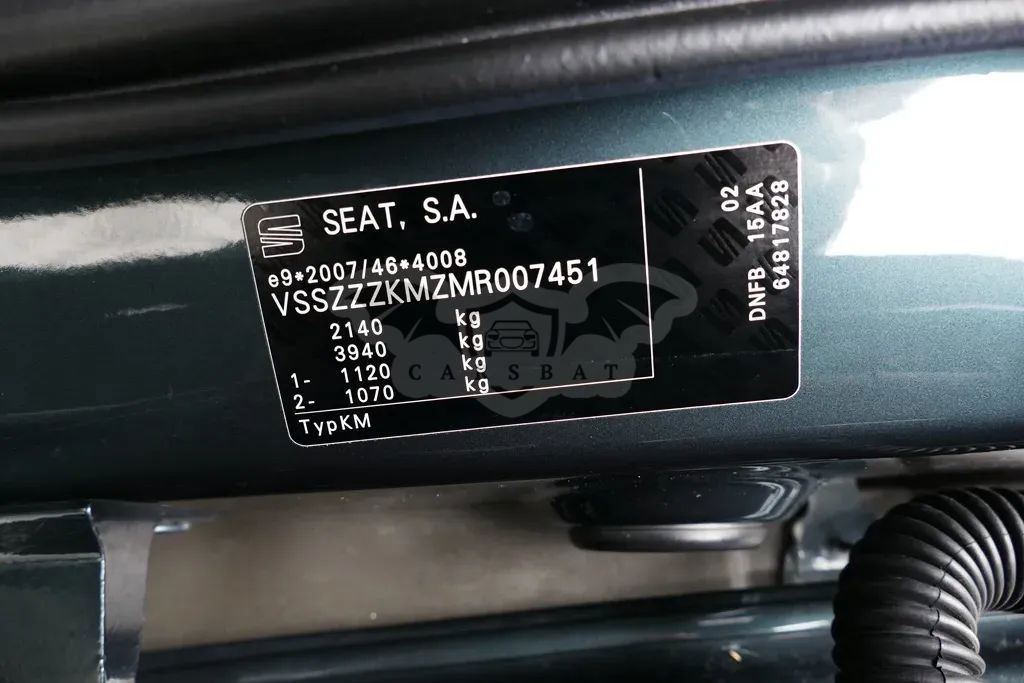 SEAT, S.A.
e9*2007/46*4008
VSSZZZKMZMR007451
2140 kg
3940 kg
1- 1120 kg
2- 1070 kg
TypKM
DNFB 02
15AA
64817828
CARSBAT